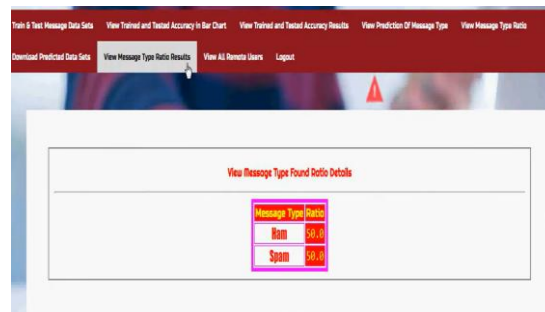 Train & Test Message Data Sets View Trained and Tested Accuracy in Bar Chart View Trained and Tested Accuracy Results View Prediction Of Message Type View Message Type Ratio
Download Predicted Data Sets View Message Type Ratio Results View All Remote Users Logout
View Message Type Found Ratio Details
Message Type Ratio
Ham 50.0
Spam 50.0